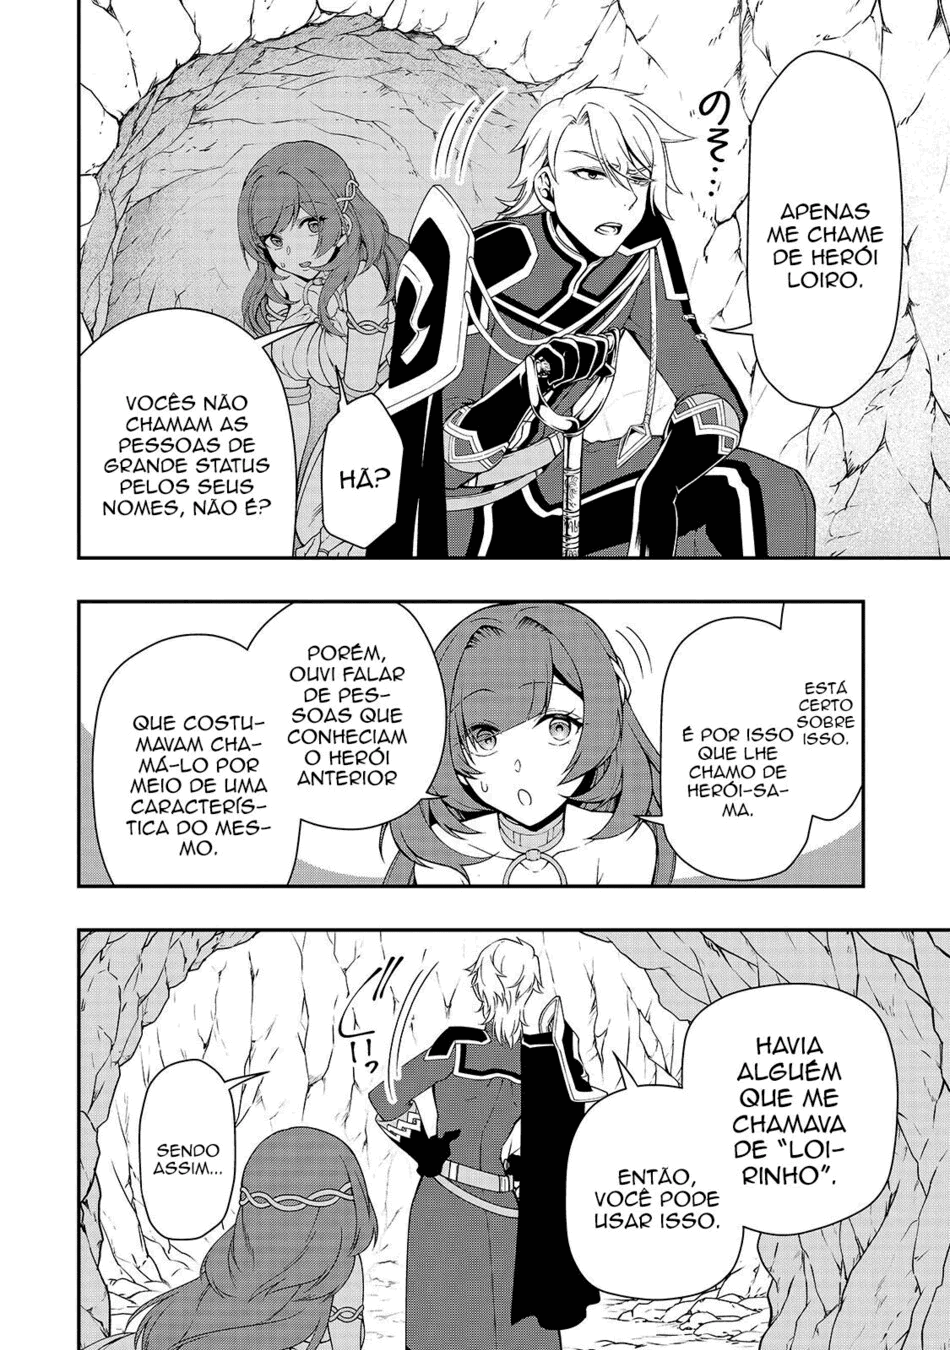 のそ…
APENAS
ME CHAME
DE HERÓI
LOIRO.
HÃ?
VOCÊS NÃO
CHAMAM AS
PESSOAS DE
GRANDE STATUS
PELOS SEUS
NOMES, NÃO É?
ESTÁ
CERTO
SOBRE
ISSO.
É POR ISSO
QUE LHE
CHAMO DE
HERÓI-SA-
MA.
PORÉM,
OUVI FALAR
DE PES-
SOAS QUE
CONHECIAM
O HERÓI
ANTERIOR
QUE COSTU-
MAVAM CHA-
MÁ-LO POR
MEIO DE UMA
CARACTERÍS-
TICA DO MES-
MO.
HAVIA
ALGUÉM
QUE ME
CHAMAVA
DE “LOI-
RINHO”.
ENTÃO,
VOCÊ PODE
USAR ISSO.
SENDO
ASSIM...